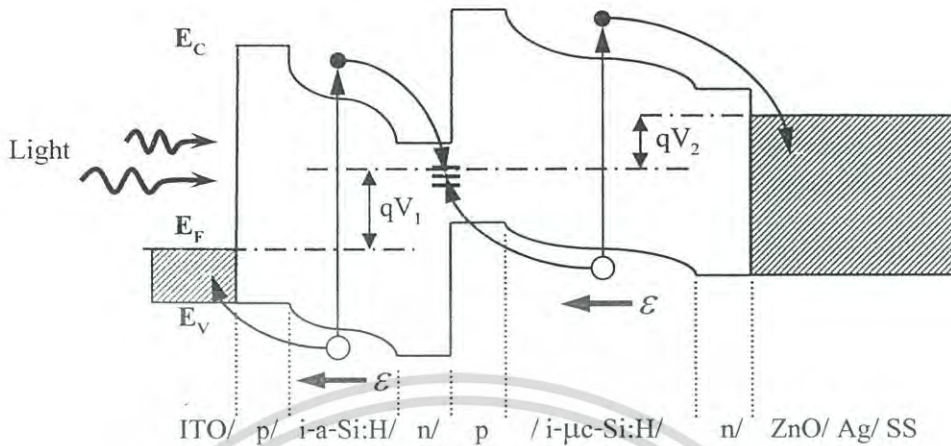 E_C
Light
qV_2
qV_1
E_F
E_V
ε
ε
ITO/ p/ i-a-Si:H/ n/ p / i-μc-Si:H/ n/ ZnO/ Ag/ SS